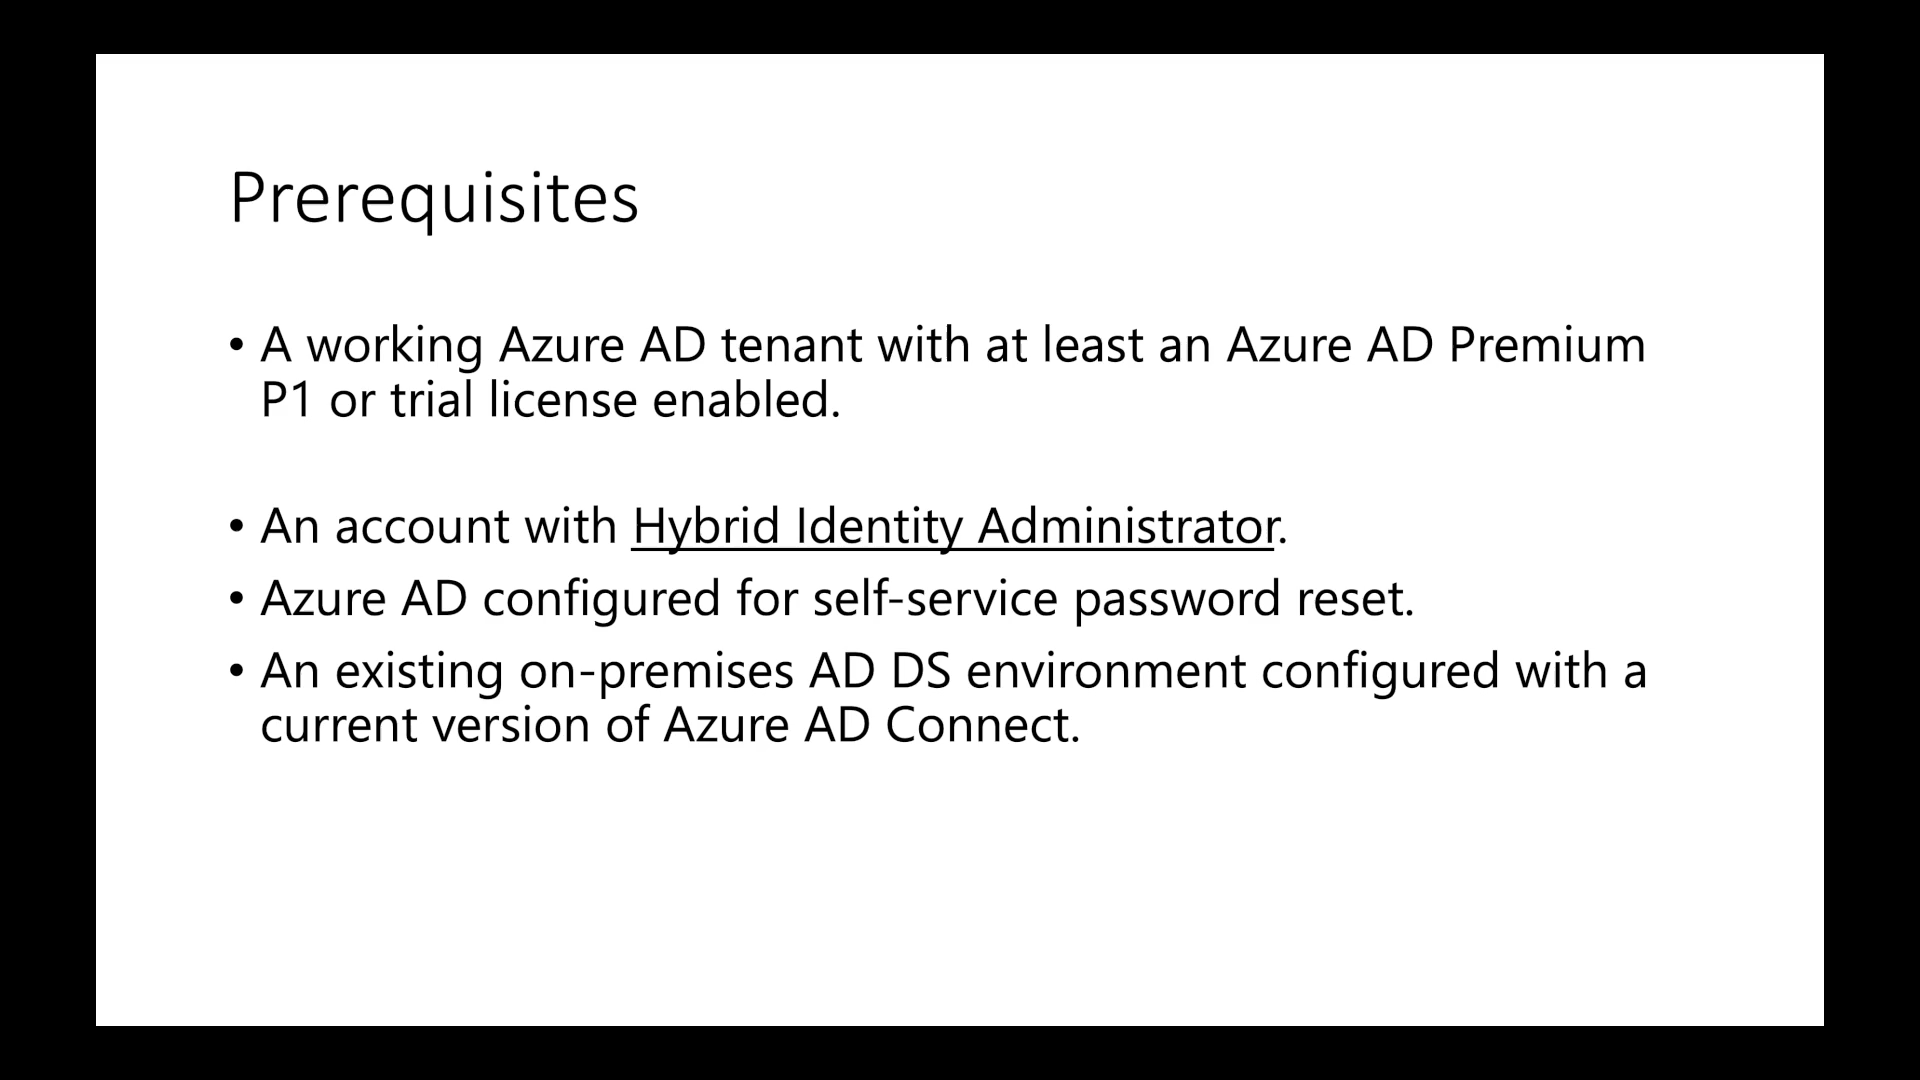 Prerequisites
• A working Azure AD tenant with at least an Azure AD Premium
P1 or trial license enabled.
• An account with Hybrid Identity Administrator.
• Azure AD configured for self-service password reset.
• An existing on-premises AD DS environment configured with a
current version of Azure AD Connect.